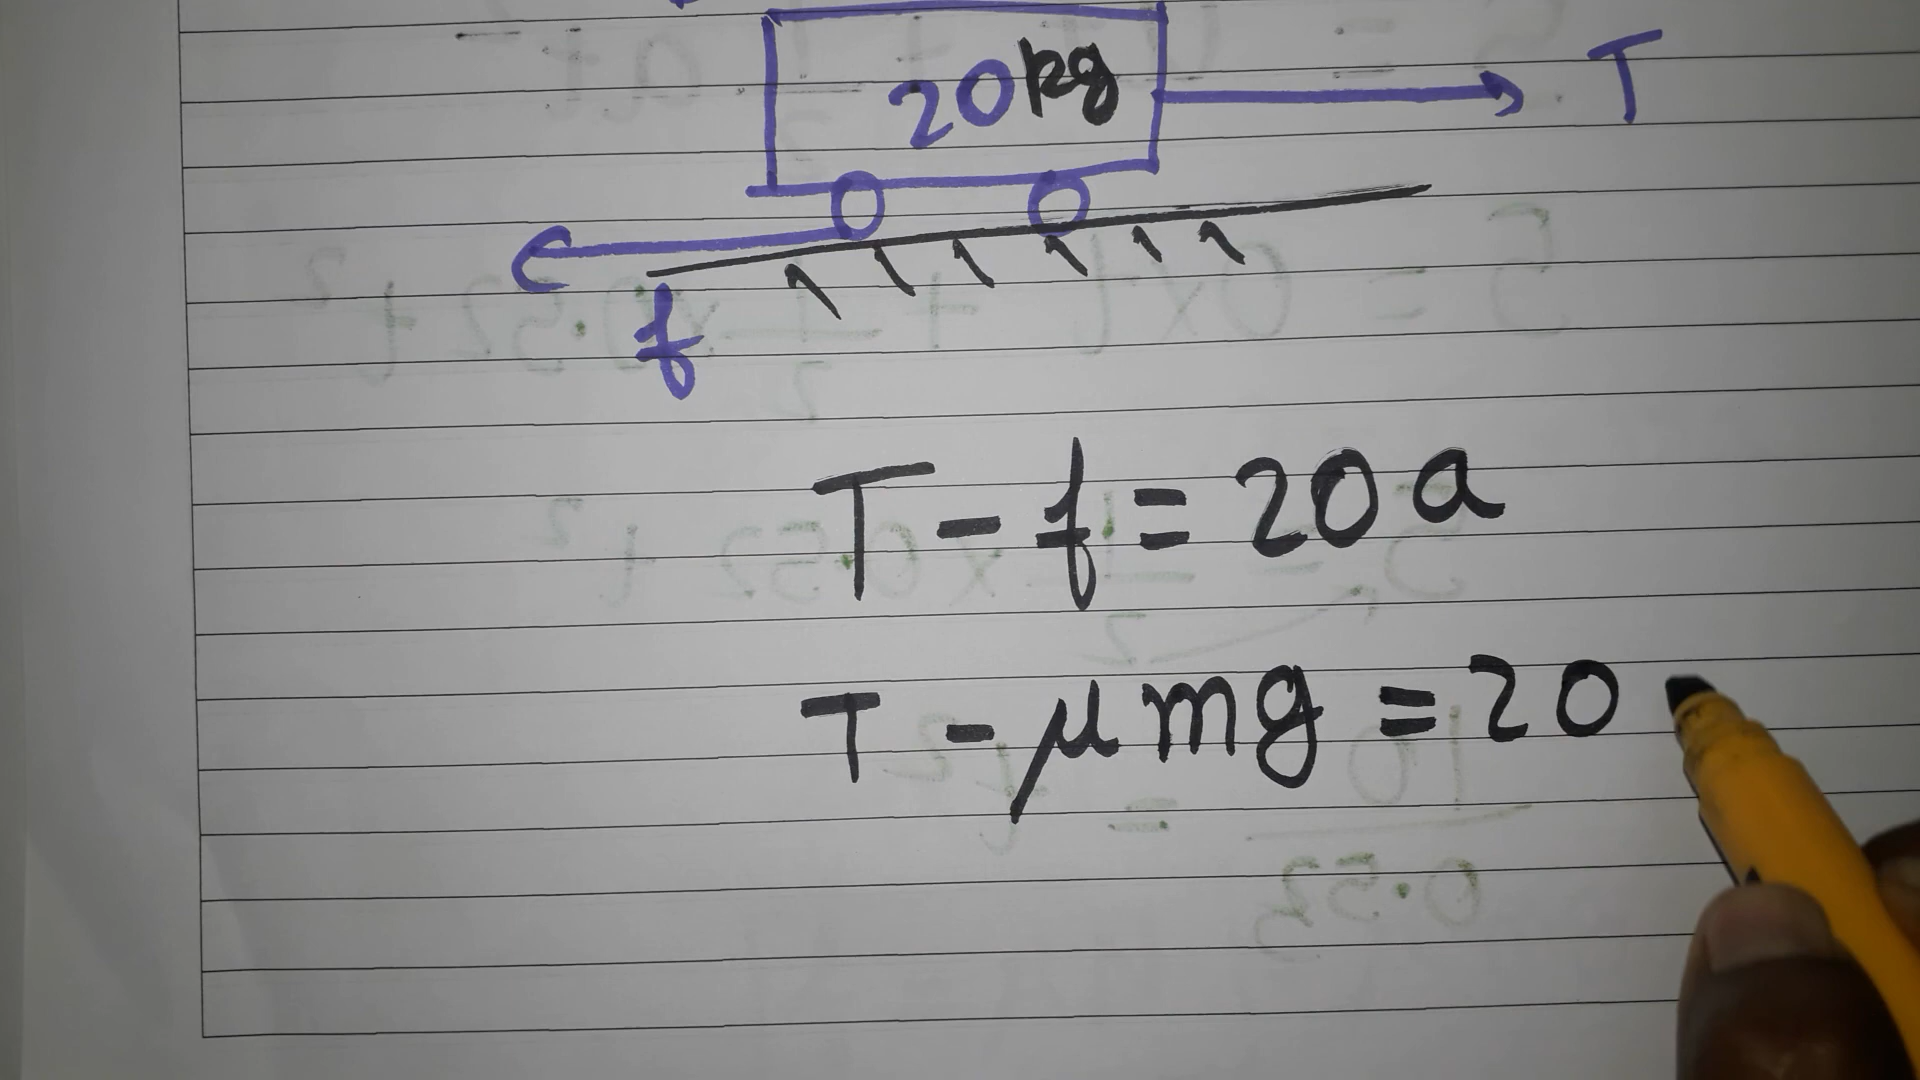 20kg
T
f
T - f = 20a
T - μmg = 20